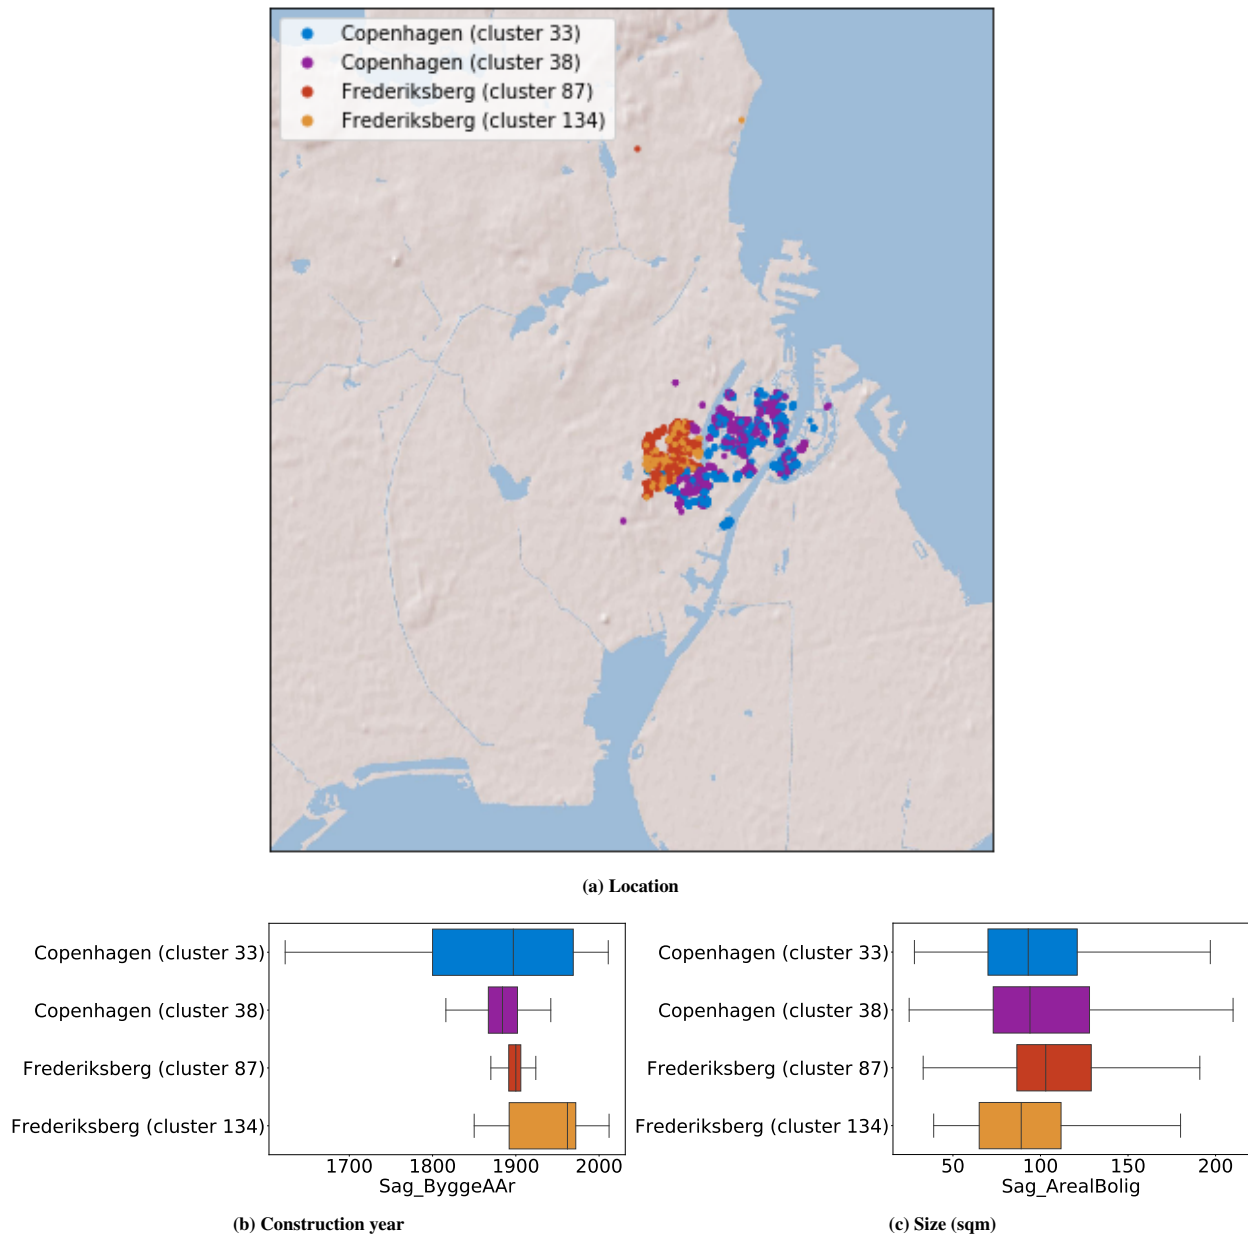 Copenhagen (cluster 33)
Copenhagen (cluster 38)
Frederiksberg (cluster 87)
Frederiksberg (cluster 134)
(a) Location
Copenhagen (cluster 33)
Copenhagen (cluster 38)
Frederiksberg (cluster 87)
Frederiksberg (cluster 134)
1700 1800 1900 2000
Sag_ByggeAAr
(b) Construction year
Copenhagen (cluster 33)
Copenhagen (cluster 38)
Frederiksberg (cluster 87)
Frederiksberg (cluster 134)
50 100 150 200
Sag_ArealBolig
(c) Size (sqm)